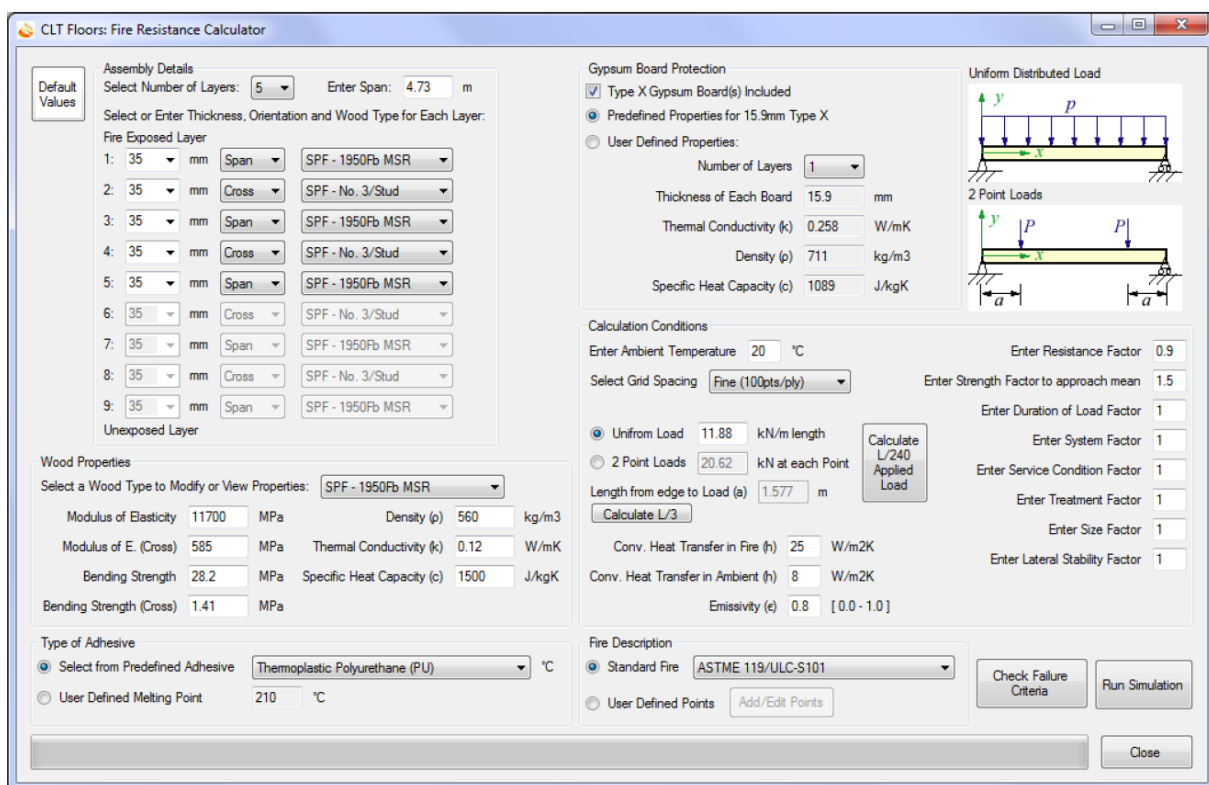 CLT Floors: Fire Resistance Calculator
Default Values
Assembly Details
Select Number of Layers: 5 Enter Span: 4.73 m
Select or Enter Thickness, Orientation and Wood Type for Each Layer:
Fire Exposed Layer
1: 35 mm Span SPF - 1950Fb MSR
2: 35 mm Cross SPF - No. 3/Stud
3: 35 mm Span SPF - 1950Fb MSR
4: 35 mm Cross SPF - No. 3/Stud
5: 35 mm Span SPF - 1950Fb MSR
6: 35 mm Cross SPF - No. 3/Stud
7: 35 mm Span SPF - 1950Fb MSR
8: 35 mm Cross SPF - No. 3/Stud
9: 35 mm Span SPF - 1950Fb MSR
Unexposed Layer
Wood Properties
Select a Wood Type to Modify or View Properties: SPF - 1950Fb MSR
Modulus of Elasticity 11700 MPa Density (ρ) 560 kg/m3
Modulus of E. (Cross) 585 MPa Thermal Conductivity (k) 0.12 W/mK
Bending Strength 28.2 MPa Specific Heat Capacity (c) 1500 J/kgK
Bending Strength (Cross) 1.41 MPa
Type of Adhesive
Select from Predefined Adhesive Thermoplastic Polyurethane (PU) °C
User Defined Melting Point 210 °C
Gypsum Board Protection
Type X Gypsum Board(s) Included
Predefined Properties for 15.9mm Type X
User Defined Properties:
Number of Layers 1
Thickness of Each Board 15.9 mm
Thermal Conductivity (k) 0.258 W/mK
Density (ρ) 711 kg/m3
Specific Heat Capacity (c) 1089 J/kgK
Uniform Distributed Load
y p
x
2 Point Loads
y P P
x
a a
Calculation Conditions
Enter Ambient Temperature 20 °C
Select Grid Spacing Fine (100pts/ply)
Unifrom Load 11.88 kN/m length
2 Point Loads 20.62 kN at each Point
Length from edge to Load (a) 1.577 m
Calculate L/3
Calculate
L/240
Applied
Load
Conv. Heat Transfer in Fire (h) 25 W/m2K
Conv. Heat Transfer in Ambient (h) 8 W/m2K
Emissivity (ε) 0.8 [ 0.0 - 1.0 ]
Enter Resistance Factor 0.9
Enter Strength Factor to approach mean 1.5
Enter Duration of Load Factor 1
Enter System Factor 1
Enter Service Condition Factor 1
Enter Treatment Factor 1
Enter Size Factor 1
Enter Lateral Stability Factor 1
Fire Description
Standard Fire ASTME 119/ULC-S101
User Defined Points Add/Edit Points
Check Failure
Criteria
Run Simulation
Close